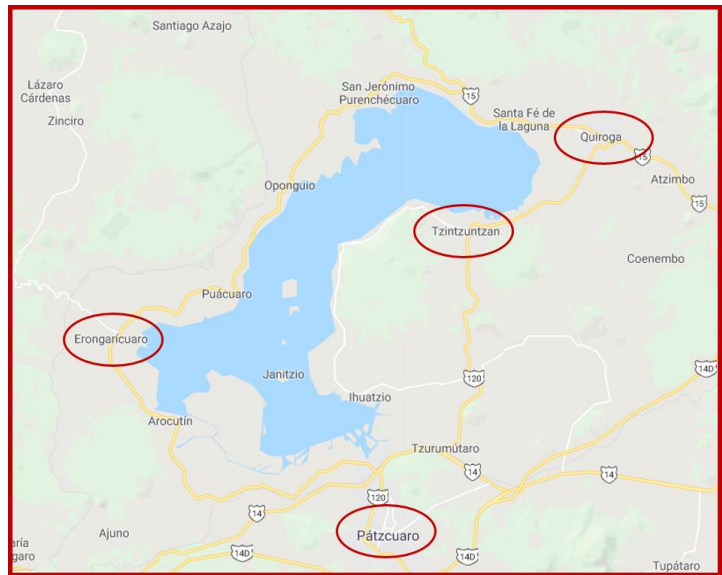 Santiago Azajo
Lázaro
Cárdenas
San Jerónimo
Purenchécuaro
15
Zinciro
Santa Fé de
la Laguna
Quiroga
15
Atzimbo
Oponguio
15
Tzintzuntzan
Coenembo
Puácuaro
Erongarícuaro
Janitzio
120
14D
Ihuatzio
Arocutín
Tzurumútaro
14
14
120
14
Ajuno
Pátzcuaro
aría
garo
14D
14D
Tupátaro